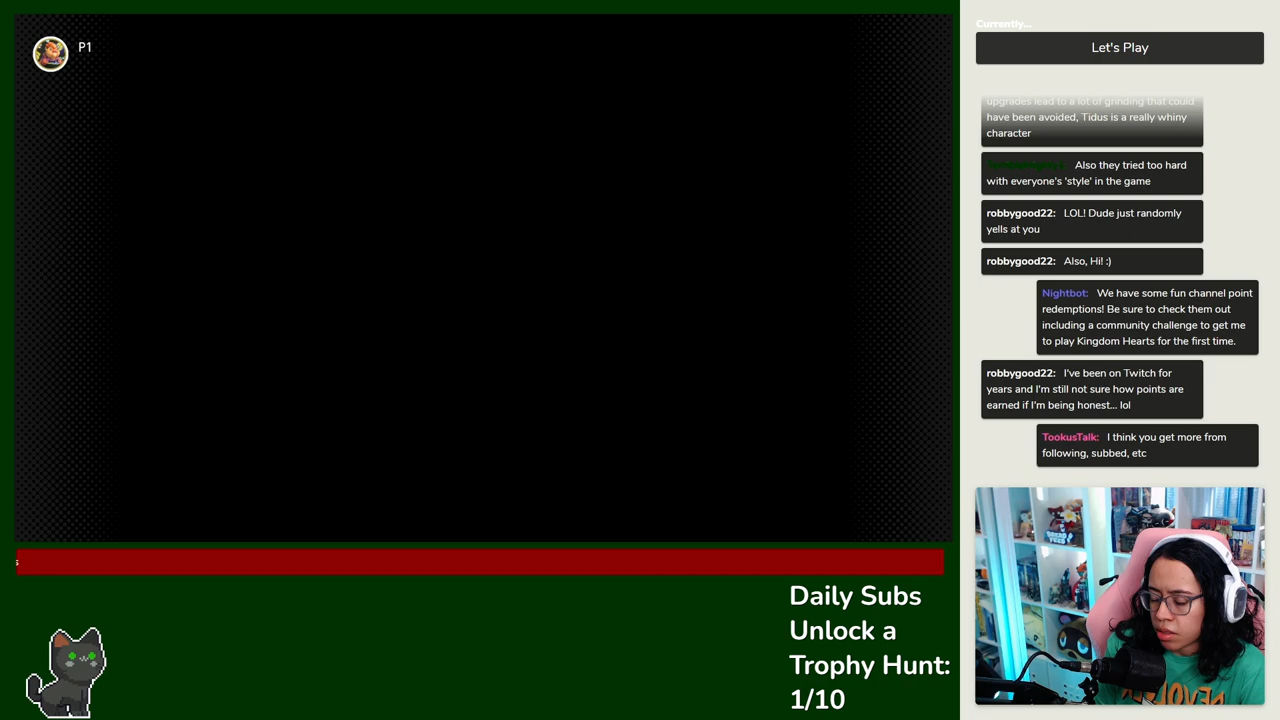 P1
s
Daily Subs
Unlock a
Trophy Hunt:
1/10
Currently...
Let's Play
upgrades lead to a lot of grinding that could
have been avoided, Tidus is a really whiny
character
Also they tried too hard
with everyone's 'style' in the game
robbygood22: LOL! Dude just randomly
yells at you
robbygood22: Also, Hi! :)
Nightbot: We have some fun channel point
redemptions! Be sure to check them out
including a community challenge to get me
to play Kingdom Hearts for the first time.
robbygood22: I've been on Twitch for
years and I'm still not sure how points are
earned if I'm being honest... lol
TookusTalk: I think you get more from
following, subbed, etc